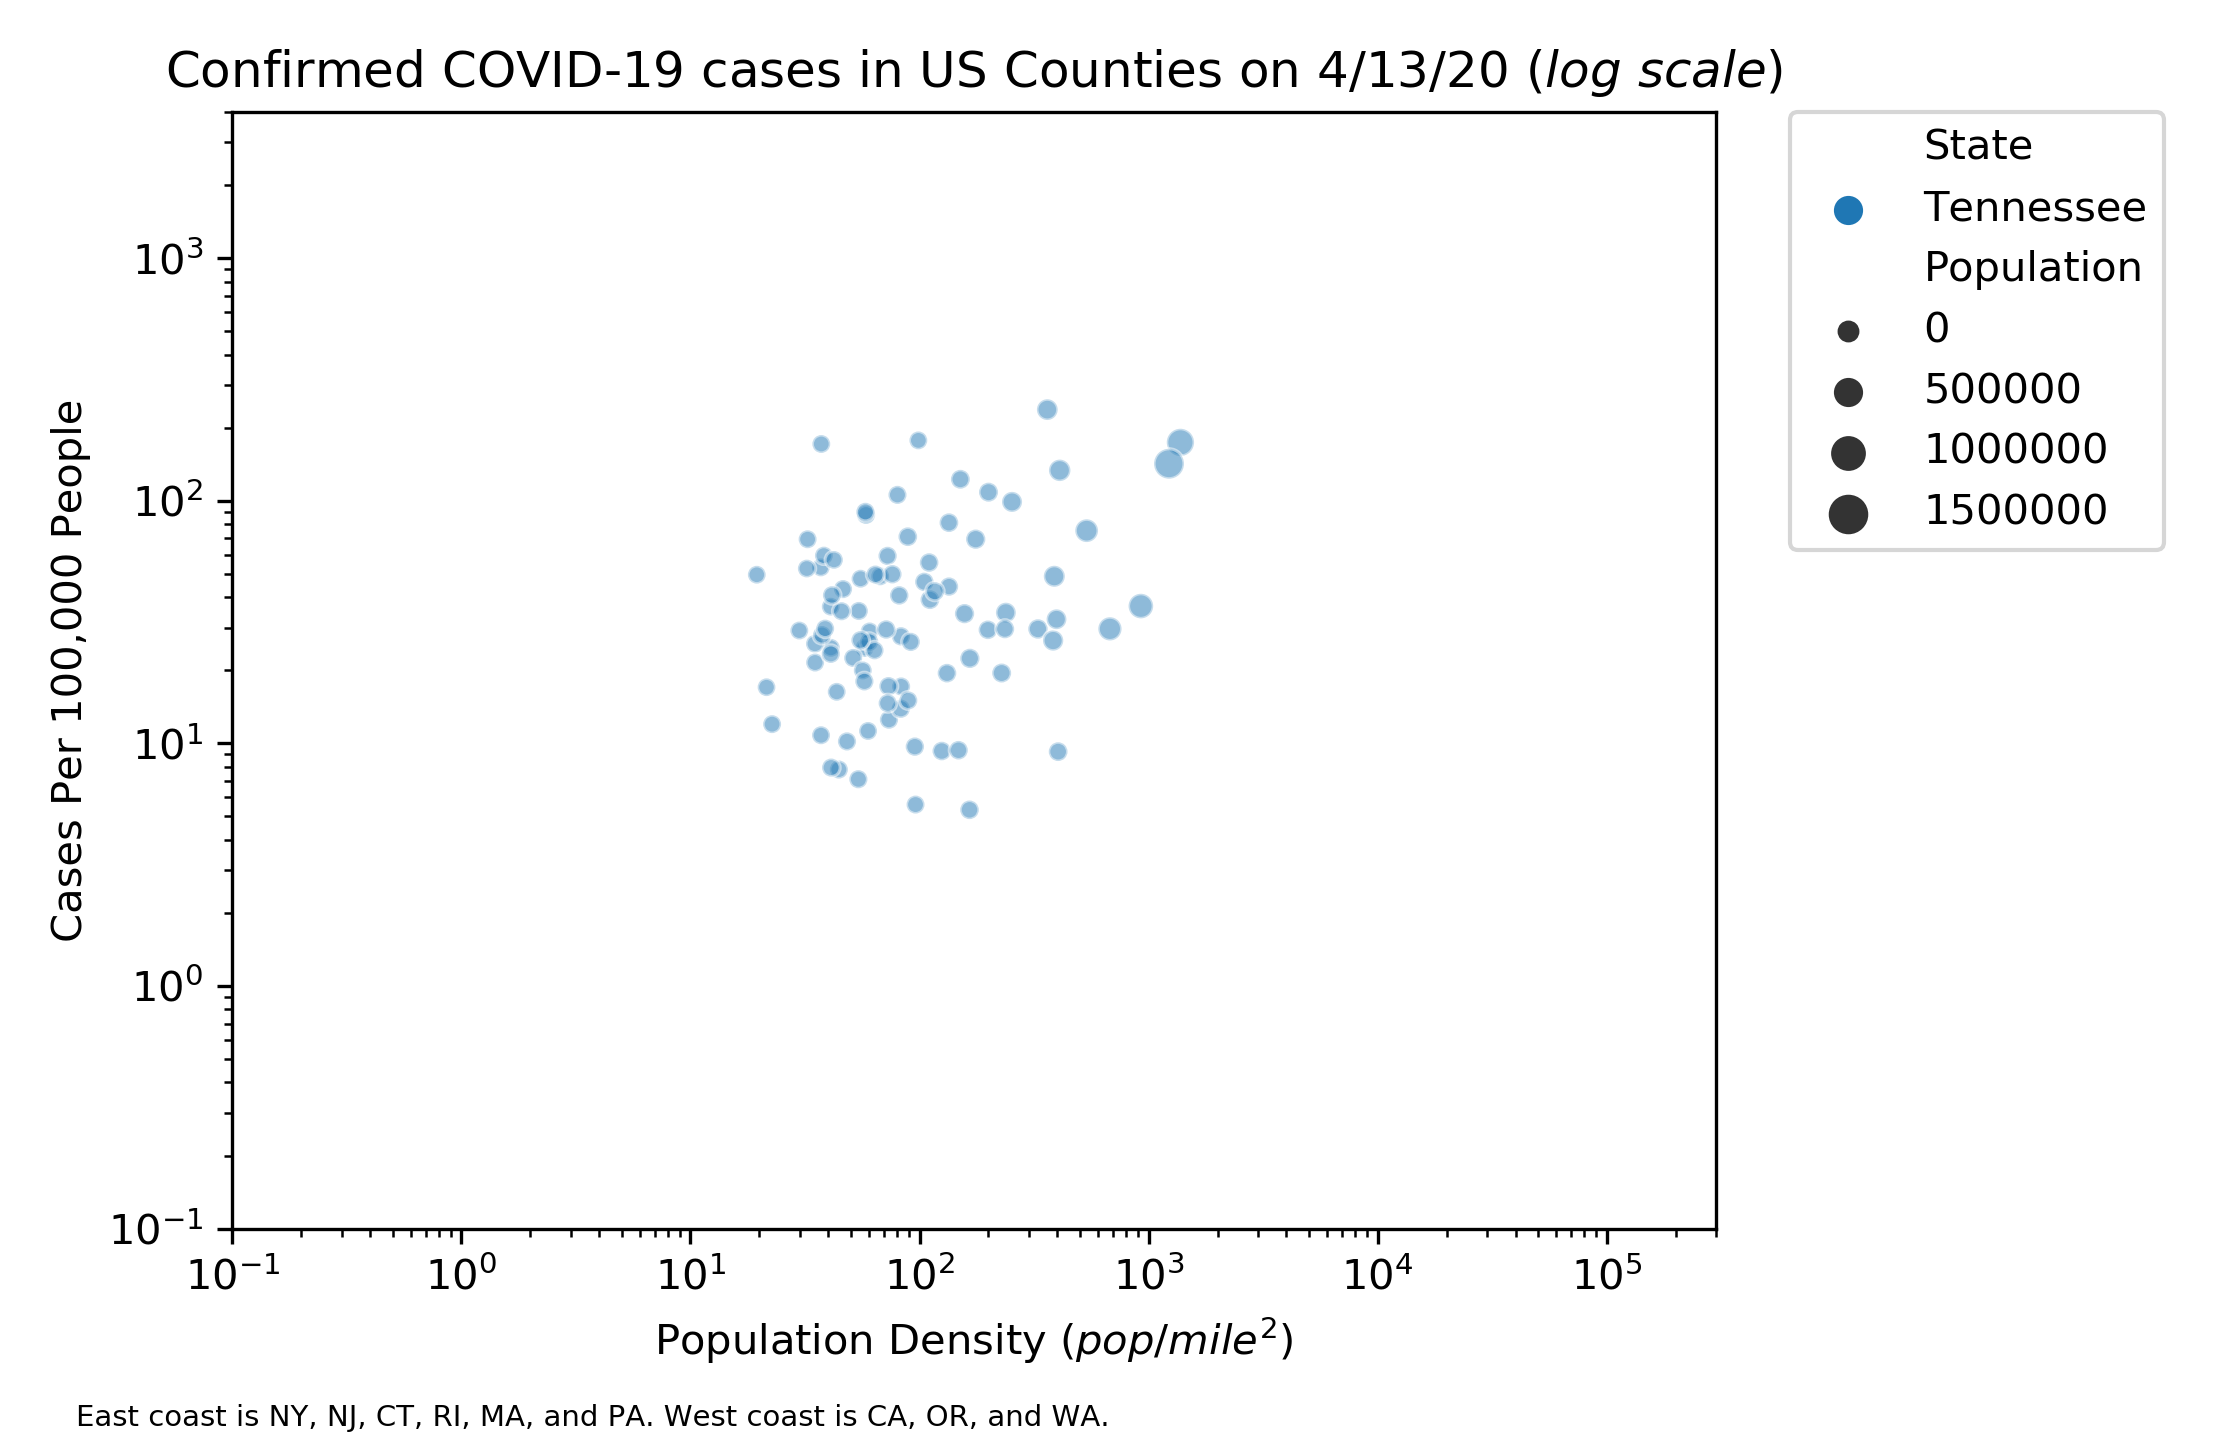 Confirmed COVID-19 cases in US Counties on 4/13/20 (log scale)
State
Tennessee
Population
0
500000
1000000
1500000
Cases Per 100,000 People
10³
10²
10¹
10⁰
10⁻¹
10⁻¹ 10⁰ 10¹ 10² 10³ 10⁴ 10⁵
Population Density (pop/mile²)
East coast is NY, NJ, CT, RI, MA, and PA. West coast is CA, OR, and WA.